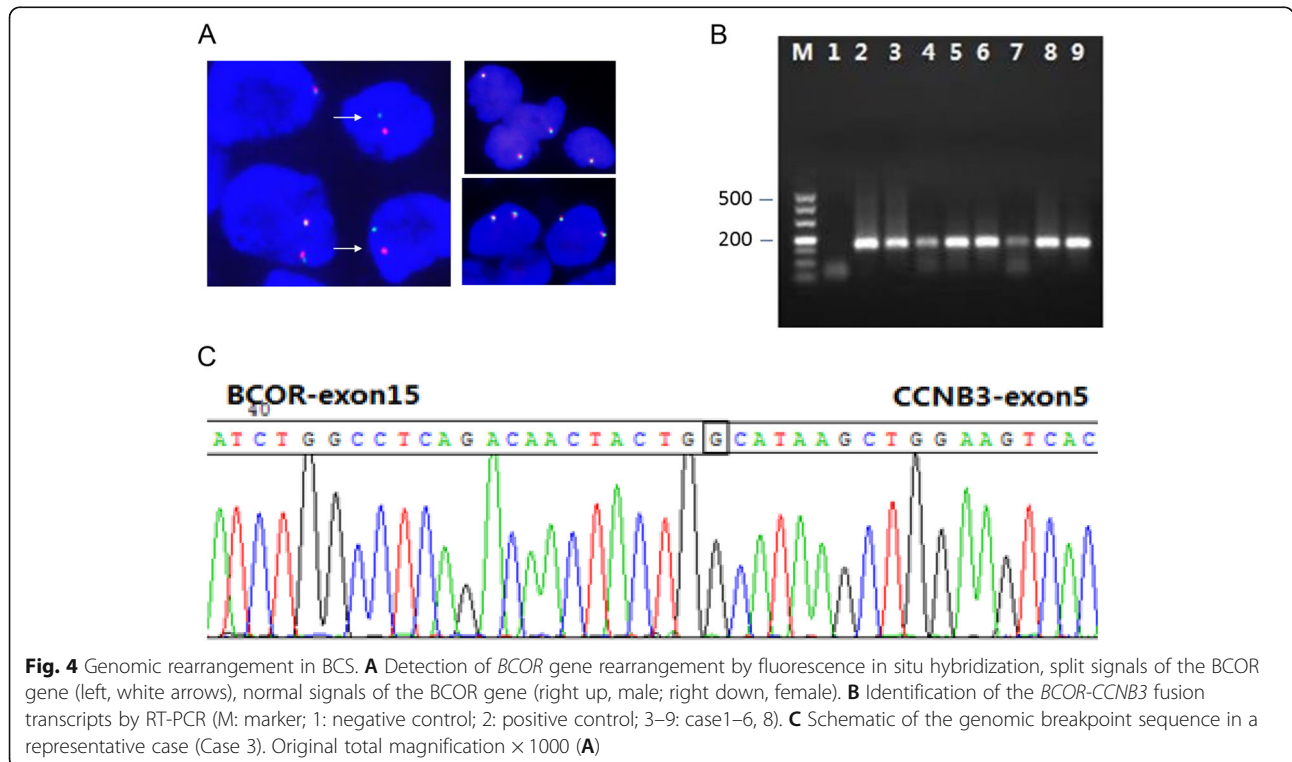 A
B
M 1 2 3 4 5 6 7 8 9
500
200
C
BCOR-exon15
CCNB3-exon5
40
A T C T G G C C T C A G A C A A C T A C T G G C A T A A G C T G G A A G T C A C
Fig. 4 Genomic rearrangement in BCS. A Detection of BCOR gene rearrangement by fluorescence in situ hybridization, split signals of the BCOR
gene (left, white arrows), normal signals of the BCOR gene (right up, male; right down, female). B Identification of the BCOR-CCNB3 fusion
transcripts by RT-PCR (M: marker; 1: negative control; 2: positive control; 3–9: case1–6, 8). C Schematic of the genomic breakpoint sequence in a
representative case (Case 3). Original total magnification × 1000 (A)